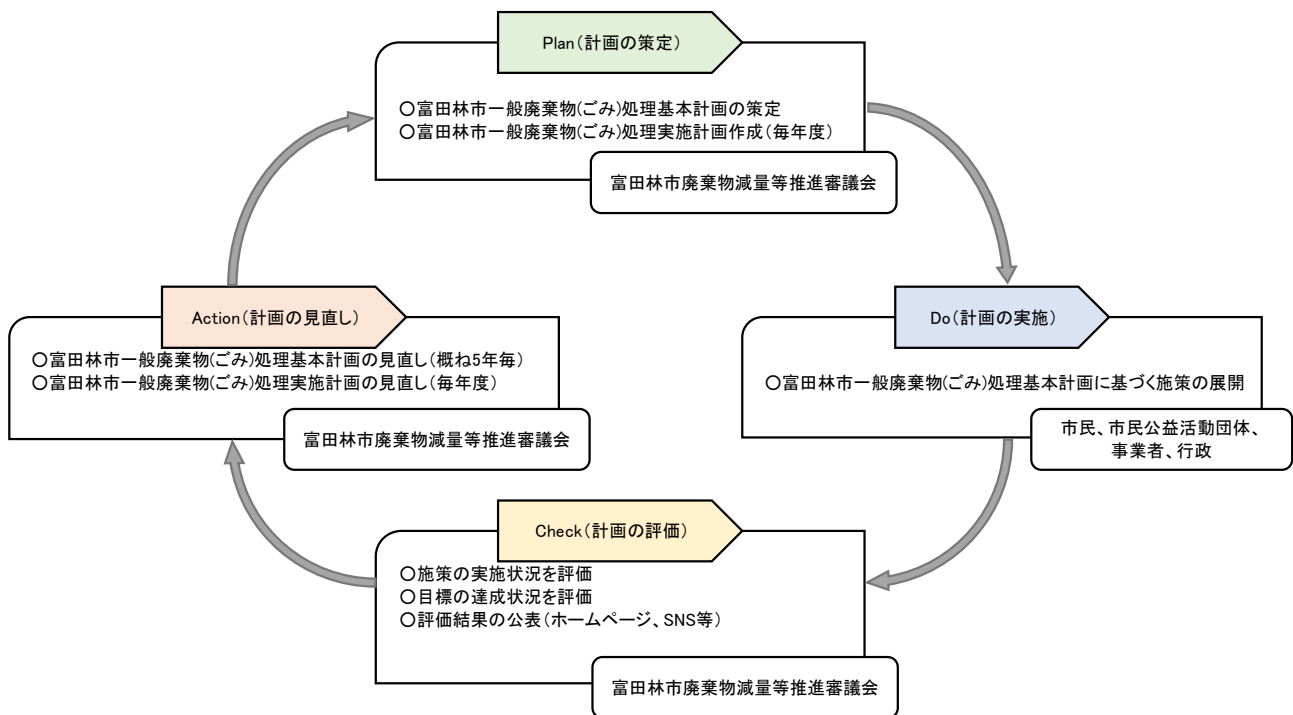 Plan(計画の策定)
○富田林市一般廃棄物(ごみ)処理基本計画の策定
○富田林市一般廃棄物(ごみ)処理実施計画作成(毎年度)
富田林市廃棄物減量等推進審議会
Action(計画の見直し)
○富田林市一般廃棄物(ごみ)処理基本計画の見直し(概ね5年毎)
○富田林市一般廃棄物(ごみ)処理実施計画の見直し(毎年度)
富田林市廃棄物減量等推進審議会
Do(計画の実施)
○富田林市一般廃棄物(ごみ)処理基本計画に基づく施策の展開
市民、市民公益活動団体、
事業者、行政
Check(計画の評価)
○施策の実施状況を評価
○目標の達成状況を評価
○評価結果の公表(ホームページ、SNS等)
富田林市廃棄物減量等推進審議会